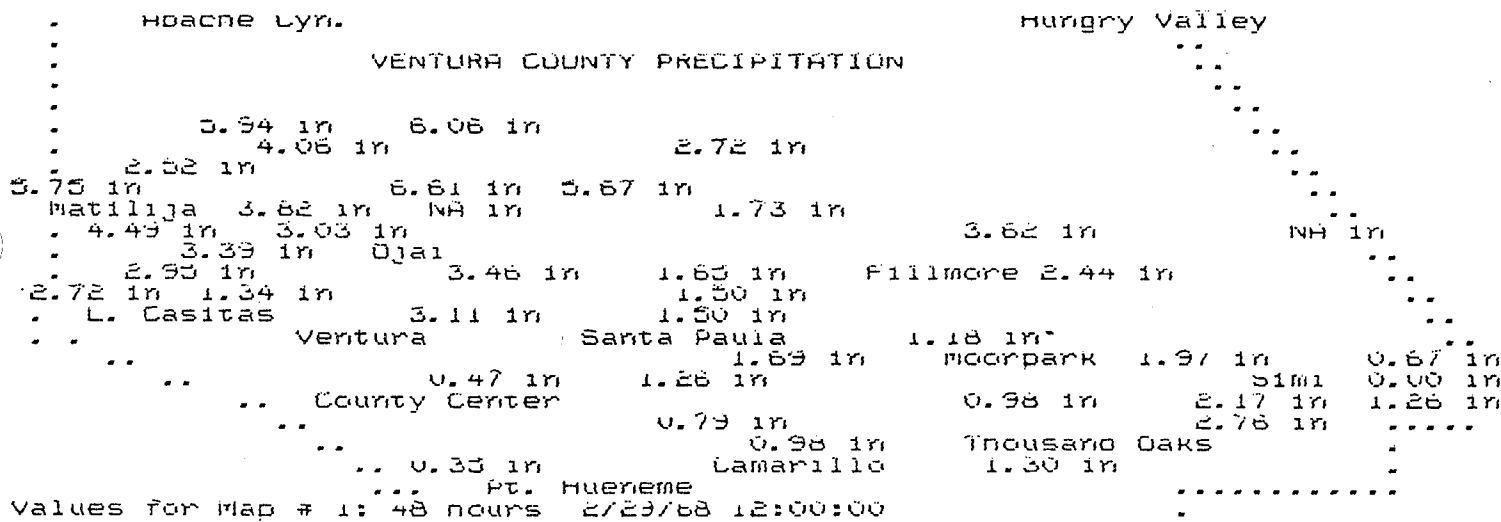 Apache Cyn. Hungry Valley
VENTURA COUNTY PRECIPITATION
in 6.06 in
4.06 in 2.72 in
2.52 in
5.75 in 6.61 in 5.67 in
Matilija 3.82 in NA in 1.73 in
4.49 in 3.03 in 3.62 in NA in
3.39 in Ojai
2.95 in 3.46 in 1.65 in Fillmore 2.44 in
2.72 in 1.34 in 1.50 in
L. Casitas 3.11 in 1.50 in
Ventura Santa Paula 1.18 in
1.69 in Moorpark 1.97 in 0.67 in
0.47 in 1.26 in Simi 0.00 in
County Center 0.98 in 2.17 in 1.26 in
0.79 in 2.76 in
0.98 in Thousand Oaks
0.35 in Camarillo 1.30 in
Pt. Hueneme
Values for Map # 1: 48 hours 2/29/88 12:00:00